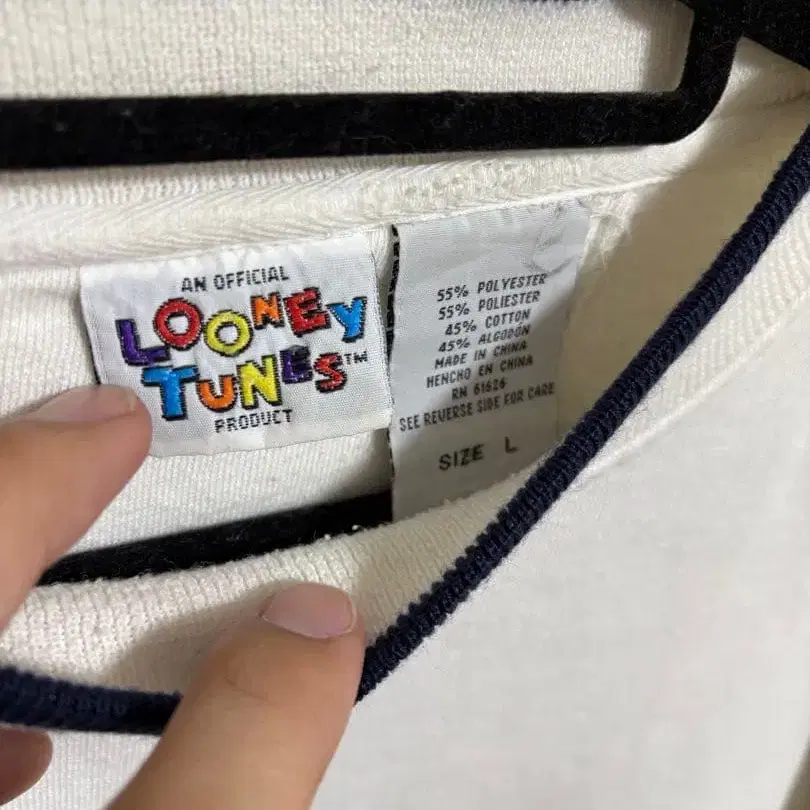 AN OFFICIAL
LOONEY
TUNES™
PRODUCT
55% POLYESTER
55% POLIESTER
45% COTTON
45% ALGODON
MADE IN CHINA
HENCHO EN CHINA
RN 61626
SEE REVERSE SIDE FOR CARE
SIZE L